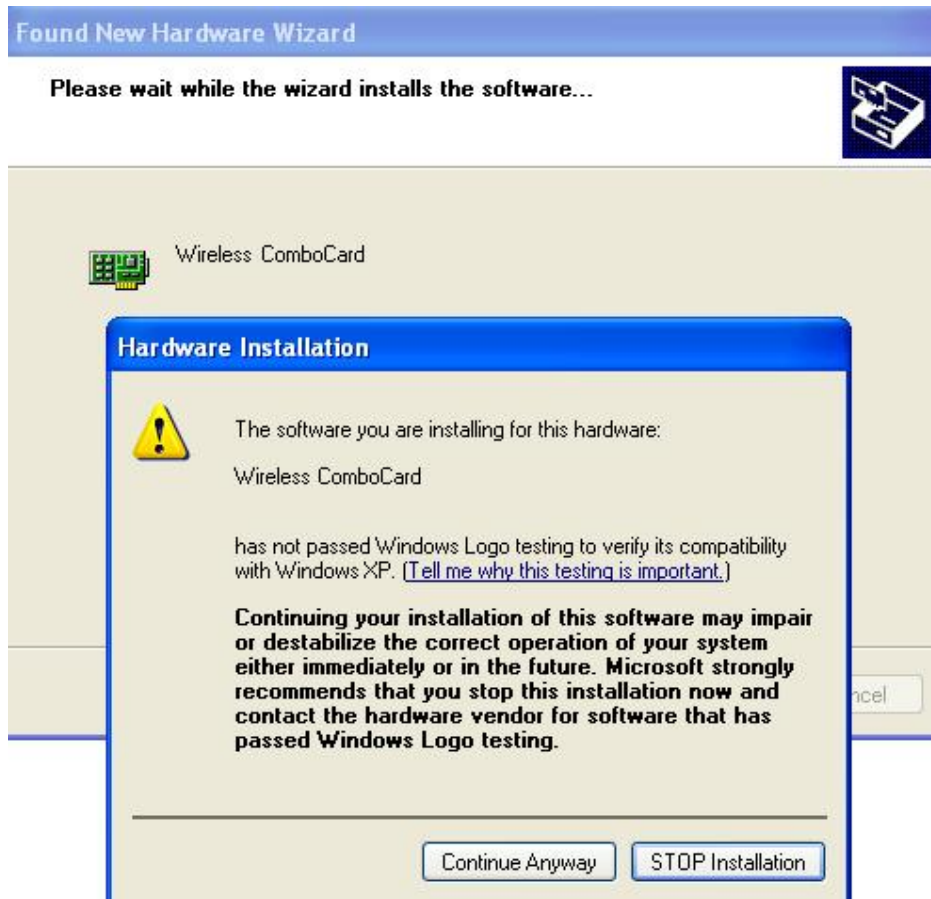 Found New Hardware Wizard
Please wait while the wizard installs the software...
Wireless ComboCard
Hardware Installation
The software you are installing for this hardware:
Wireless ComboCard
has not passed Windows Logo testing to verify its compatibility
with Windows XP. (Tell me why this testing is important.)
Continuing your installation of this software may impair
or destabilize the correct operation of your system
either immediately or in the future. Microsoft strongly
recommends that you stop this installation now and
contact the hardware vendor for software that has
passed Windows Logo testing.
ncel
Continue Anyway
STOP Installation